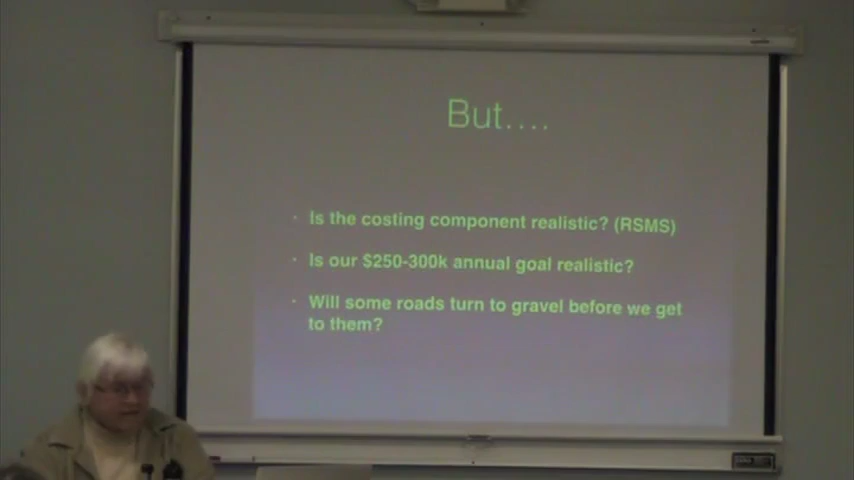 But....
· Is the costing component realistic? (RSMS)
· Is our $250-300k annual goal realistic?
· Will some roads turn to gravel before we get
to them?